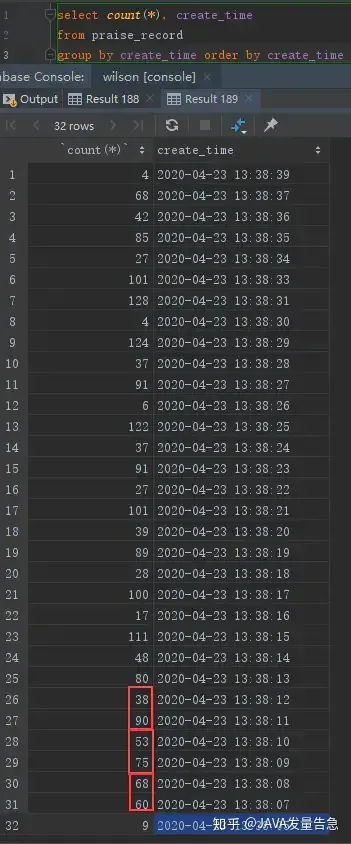 1 select count(*), create_time
2 from praise_record
3 group by create_time order by create_time
base Console: wilson [console] ×
Output Result 188 × Result 189 ×
32 rows
`count(*)` create_time
1 4 2020-04-23 13:38:39
2 68 2020-04-23 13:38:37
3 42 2020-04-23 13:38:36
4 85 2020-04-23 13:38:35
5 27 2020-04-23 13:38:34
6 101 2020-04-23 13:38:33
7 128 2020-04-23 13:38:31
8 4 2020-04-23 13:38:30
9 124 2020-04-23 13:38:29
10 37 2020-04-23 13:38:28
11 91 2020-04-23 13:38:27
12 6 2020-04-23 13:38:26
13 122 2020-04-23 13:38:25
14 37 2020-04-23 13:38:24
15 91 2020-04-23 13:38:23
16 27 2020-04-23 13:38:22
17 101 2020-04-23 13:38:21
18 39 2020-04-23 13:38:20
19 89 2020-04-23 13:38:19
20 28 2020-04-23 13:38:18
21 100 2020-04-23 13:38:17
22 17 2020-04-23 13:38:16
23 111 2020-04-23 13:38:15
24 48 2020-04-23 13:38:14
25 80 2020-04-23 13:38:13
26 38 2020-04-23 13:38:12
27 90 2020-04-23 13:38:11
28 53 2020-04-23 13:38:10
29 75 2020-04-23 13:38:09
30 68 2020-04-23 13:38:08
31 60 2020-04-23 13:38:07
32 9
知乎 @JAVA发量告急